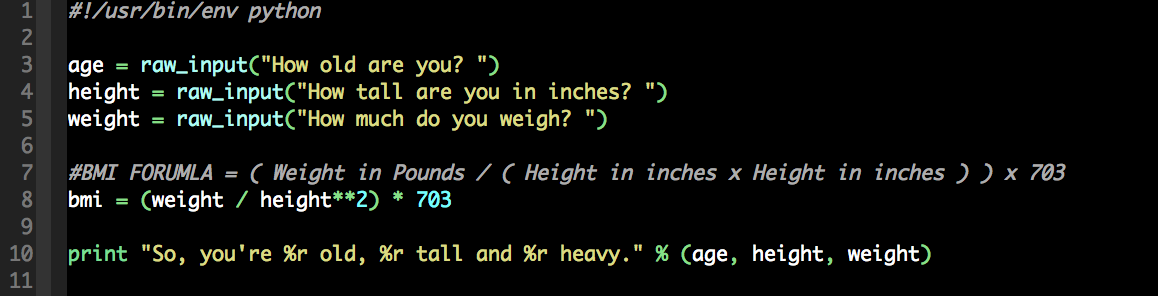 1 #!/usr/bin/env python
2
3 age = raw_input("How old are you? ")
4 height = raw_input("How tall are you in inches? ")
5 weight = raw_input("How much do you weigh? ")
6
7 #BMI FORUMLA = ( Weight in Pounds / ( Height in inches x Height in inches ) ) x 703
8 bmi = (weight / height**2) * 703
9
10 print "So, you're %r old, %r tall and %r heavy." % (age, height, weight)
11